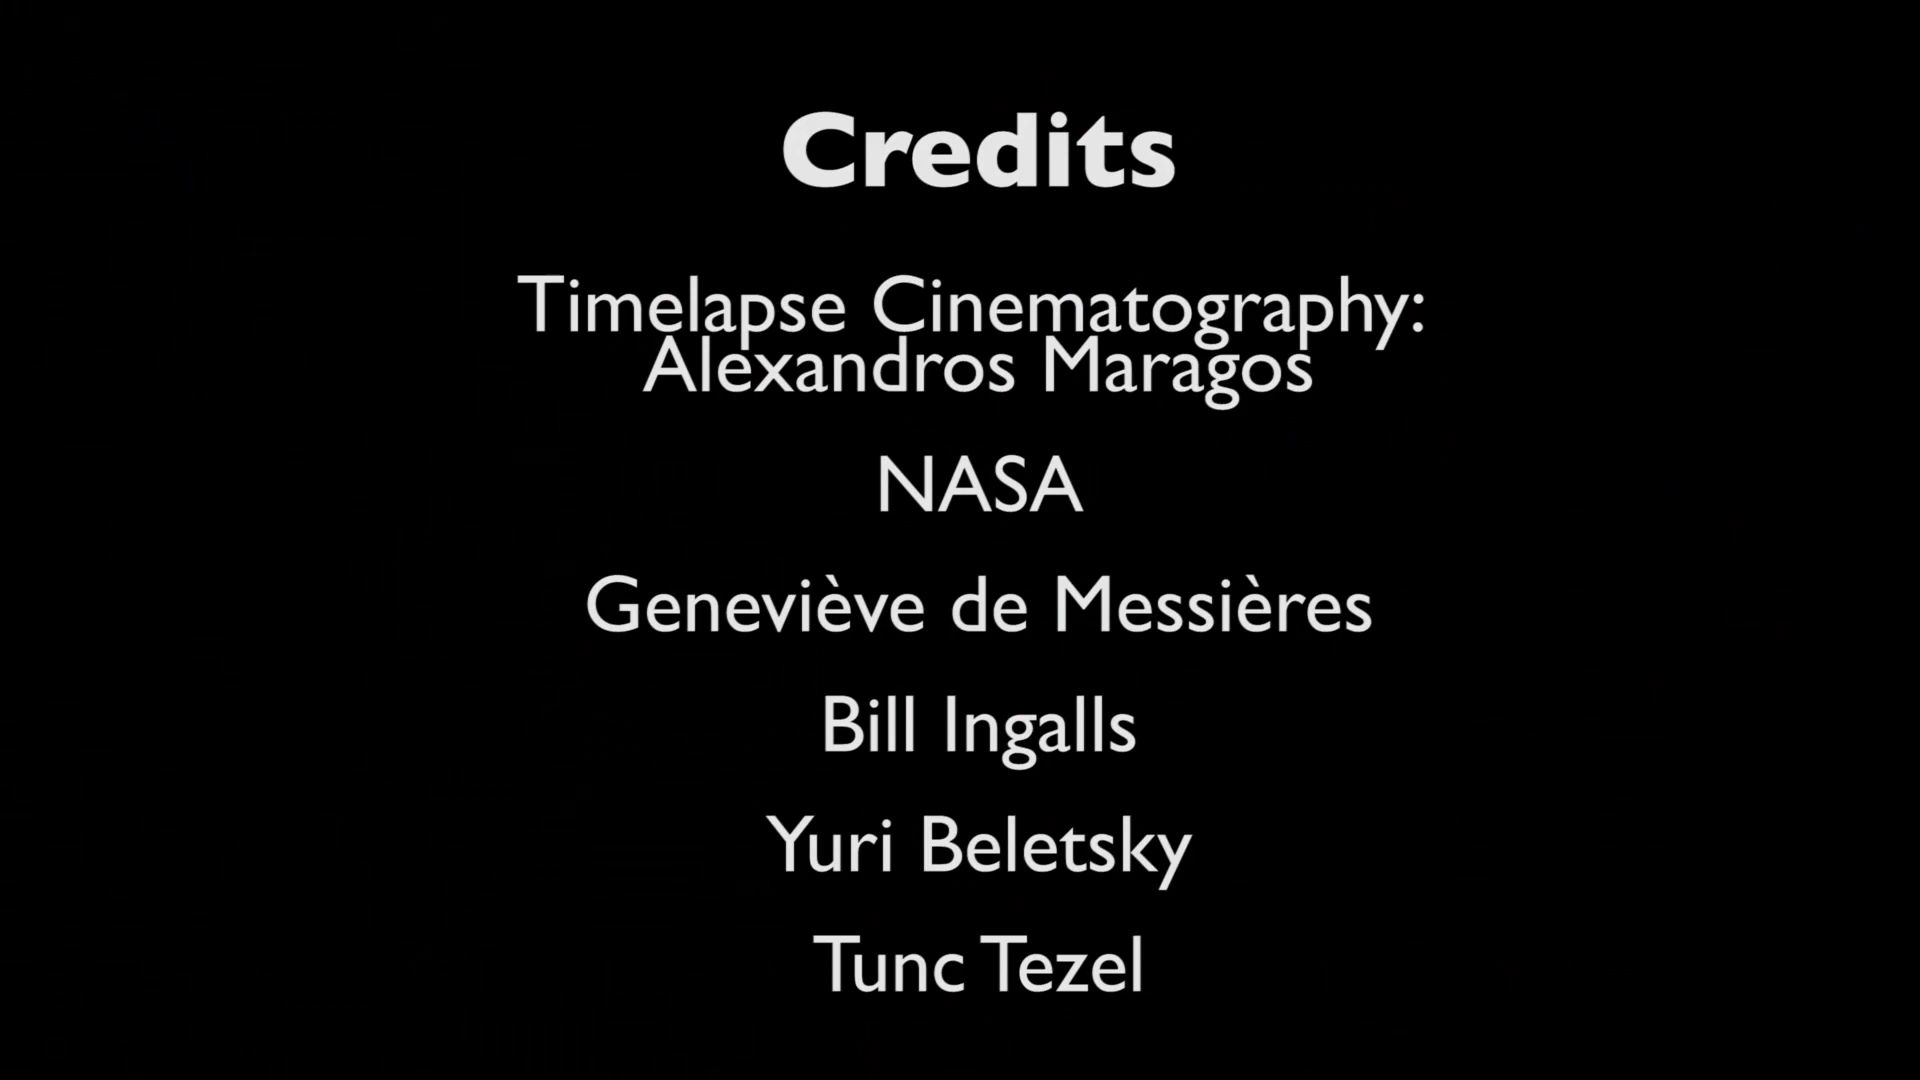 Credits
Timelapse Cinematography:
Alexandros Maragos
NASA
Geneviève de Messières
Bill Ingalls
Yuri Beletsky
Tunc Tezel